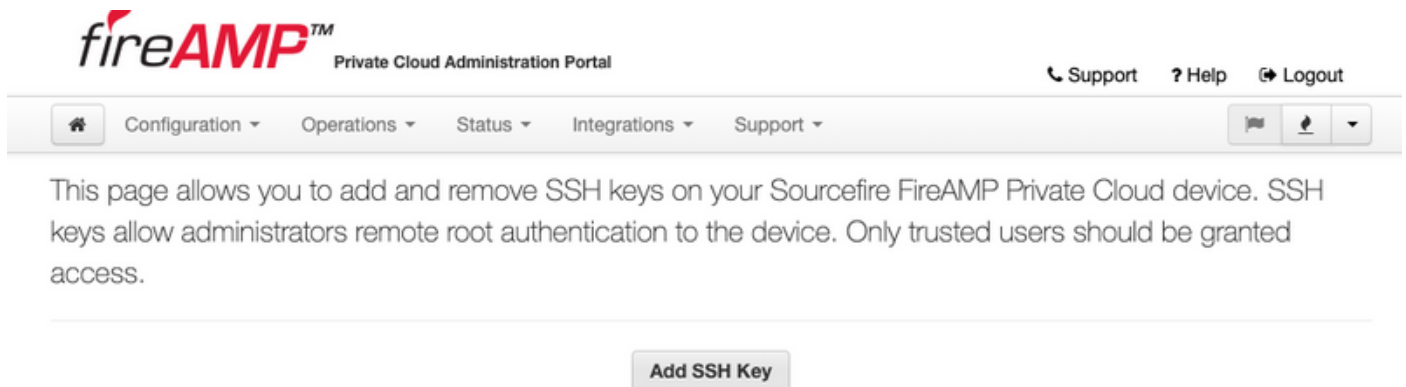 fireAMP™ Private Cloud Administration Portal
Support ? Help Logout
Configuration Operations Status Integrations Support
This page allows you to add and remove SSH keys on your Sourcefire FireAMP Private Cloud device. SSH
keys allow administrators remote root authentication to the device. Only trusted users should be granted
access.
Add SSH Key